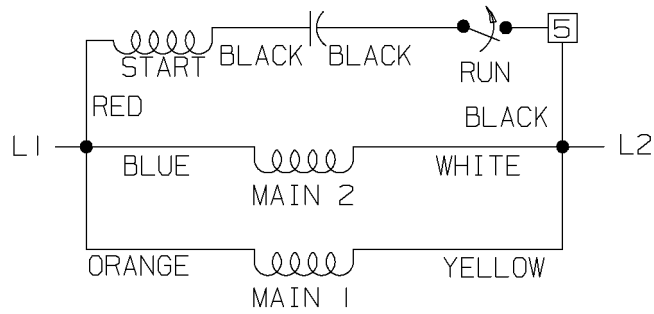 5
START
BLACK
BLACK
RUN
RED
BLACK
L1
BLUE
WHITE
L2
MAIN 2
ORANGE
YELLOW
MAIN 1